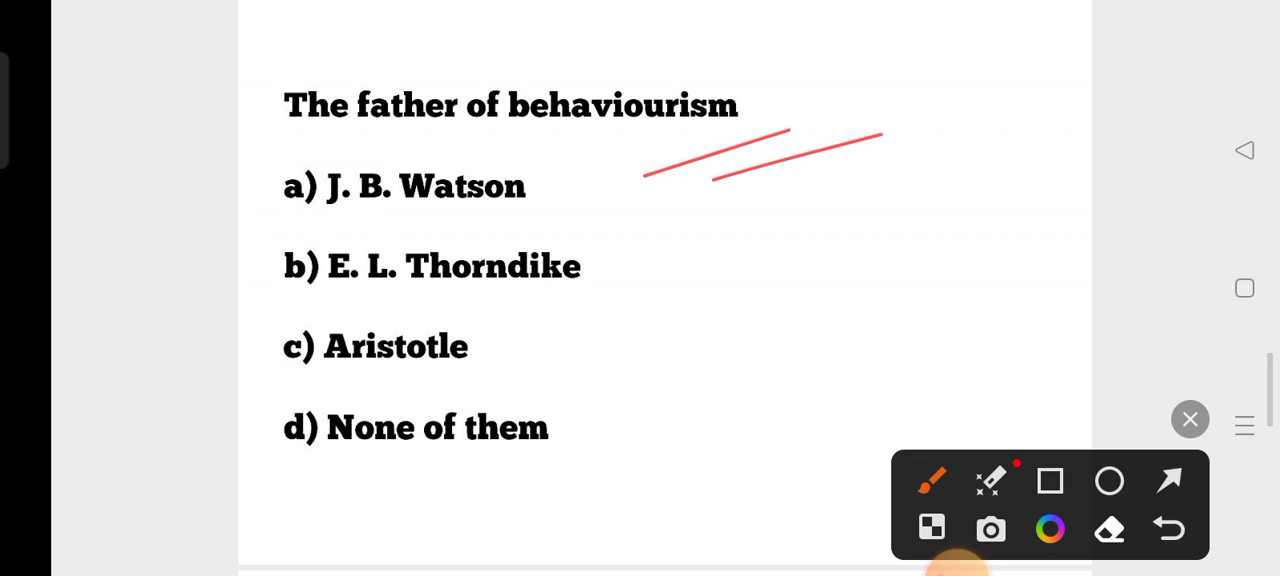 The father of behaviourism
a) J. B. Watson
b) E. L. Thorndike
c) Aristotle
d) None of them